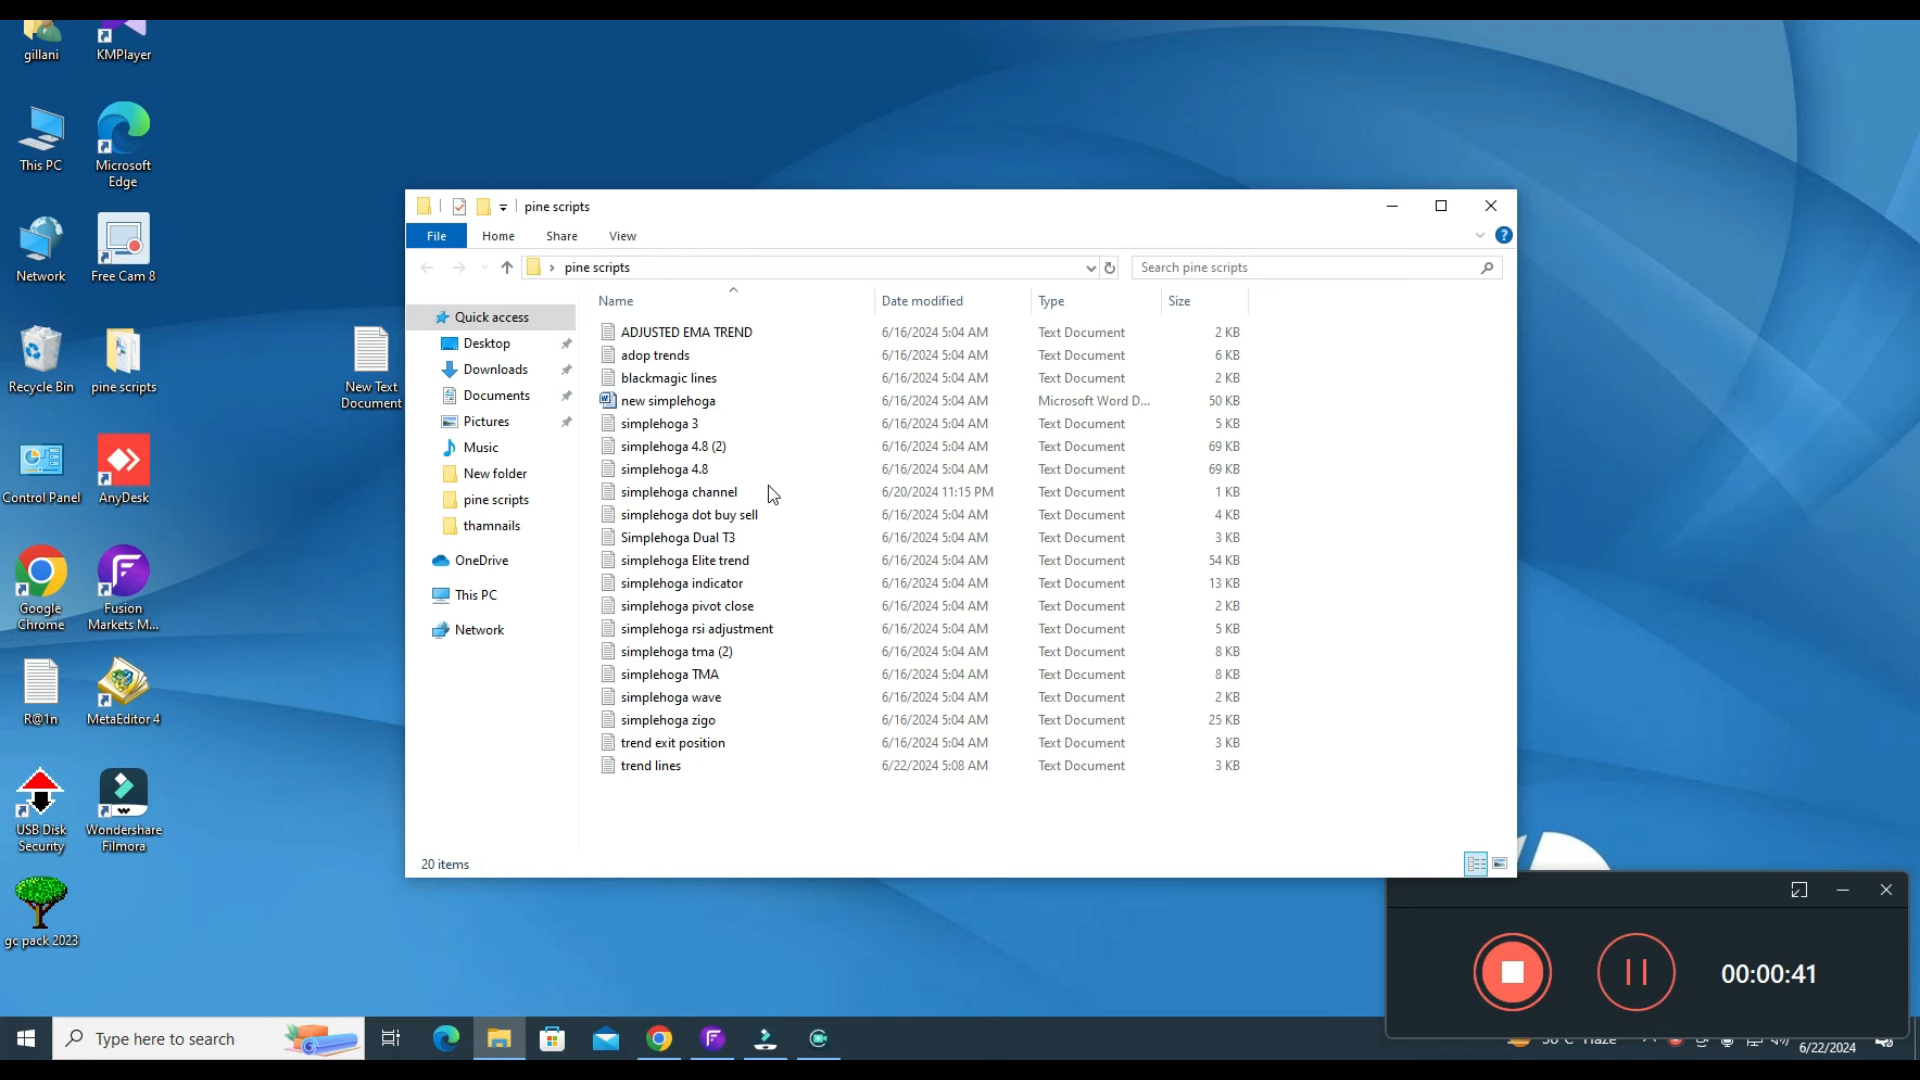 gillani
KMPlayer
This PC
Microsoft
Edge
Network
Free Cam 8
Recycle Bin
pine scripts
New Text
Document
Control Panel
AnyDesk
Google
Chrome
Fusion
Markets M...
R@1n
MetaEditor 4
USB Disk
Security
Wondershare
Filmora
gc pack 2023
pine scripts
File Home Share View
pine scripts
Search pine scripts
Quick access
Desktop
Downloads
Documents
Pictures
Music
New folder
pine scripts
thamnails
OneDrive
This PC
Network
Name Date modified Type Size
ADJUSTED EMA TREND 6/16/2024 5:04 AM Text Document 2 KB
adop trends 6/16/2024 5:04 AM Text Document 6 KB
blackmagic lines 6/16/2024 5:04 AM Text Document 2 KB
new simplehoga 6/16/2024 5:04 AM Microsoft Word D... 50 KB
simplehoga 3 6/16/2024 5:04 AM Text Document 5 KB
simplehoga 4.8 (2) 6/16/2024 5:04 AM Text Document 69 KB
simplehoga 4.8 6/16/2024 5:04 AM Text Document 69 KB
simplehoga channel 6/20/2024 11:15 PM Text Document 1 KB
simplehoga dot buy sell 6/16/2024 5:04 AM Text Document 4 KB
Simplehoga Dual T3 6/16/2024 5:04 AM Text Document 3 KB
simplehoga Elite trend 6/16/2024 5:04 AM Text Document 54 KB
simplehoga indicator 6/16/2024 5:04 AM Text Document 13 KB
simplehoga pivot close 6/16/2024 5:04 AM Text Document 2 KB
simplehoga rsi adjustment 6/16/2024 5:04 AM Text Document 5 KB
simplehoga tma (2) 6/16/2024 5:04 AM Text Document 8 KB
simplehoga TMA 6/16/2024 5:04 AM Text Document 8 KB
simplehoga wave 6/16/2024 5:04 AM Text Document 2 KB
simplehoga zigo 6/16/2024 5:04 AM Text Document 25 KB
trend exit position 6/16/2024 5:04 AM Text Document 3 KB
trend lines 6/22/2024 5:08 AM Text Document 3 KB
20 items
00:00:41
Type here to search
Haze
6/22/2024